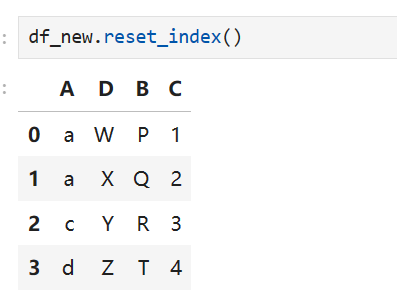 : df_new.reset_index()
:
A D B C
0 a W P 1
1 a X Q 2
2 c Y R 3
3 d Z T 4